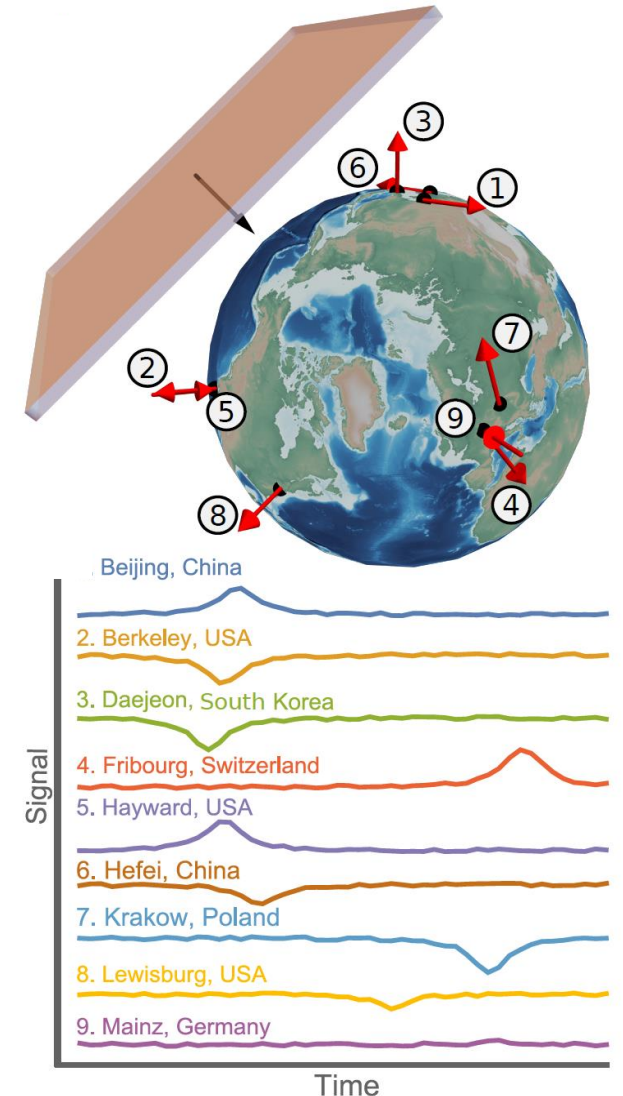 3
6
1
2
7
5
9
8
4
. Beijing, China
2. Berkeley, USA
3. Daejeon, South Korea
4. Fribourg, Switzerland
5. Hayward, USA
6. Hefei, China
7. Krakow, Poland
8. Lewisburg, USA
9. Mainz, Germany
Signal
Time